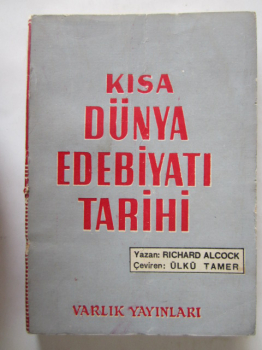 KISA
DÜNYA
EDEBİYATI
TARİHİ
Yazan: RICHARD ALCOCK
Çeviren: ÜLKÜ TAMER
VARLIK YAYINLARI